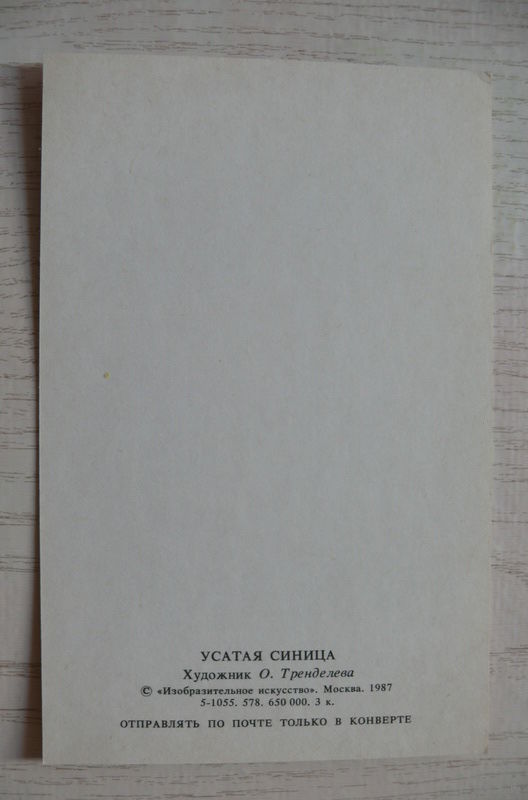 УСАТАЯ СИНИЦА
Художник О. Тренделева
© «Изобразительное искусство». Москва. 1987
5-1055. 578. 650 000. 3 к.
ОТПРАВЛЯТЬ ПО ПОЧТЕ ТОЛЬКО В КОНВЕРТЕ